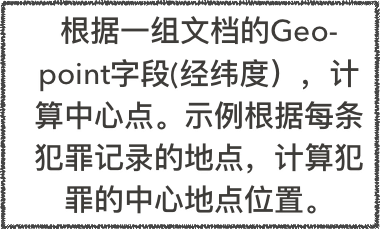 根据一组文档的Geo-
point字段(经纬度），计
算中心点。示例根据每条
犯罪记录的地点，计算犯
罪的中心地点位置。